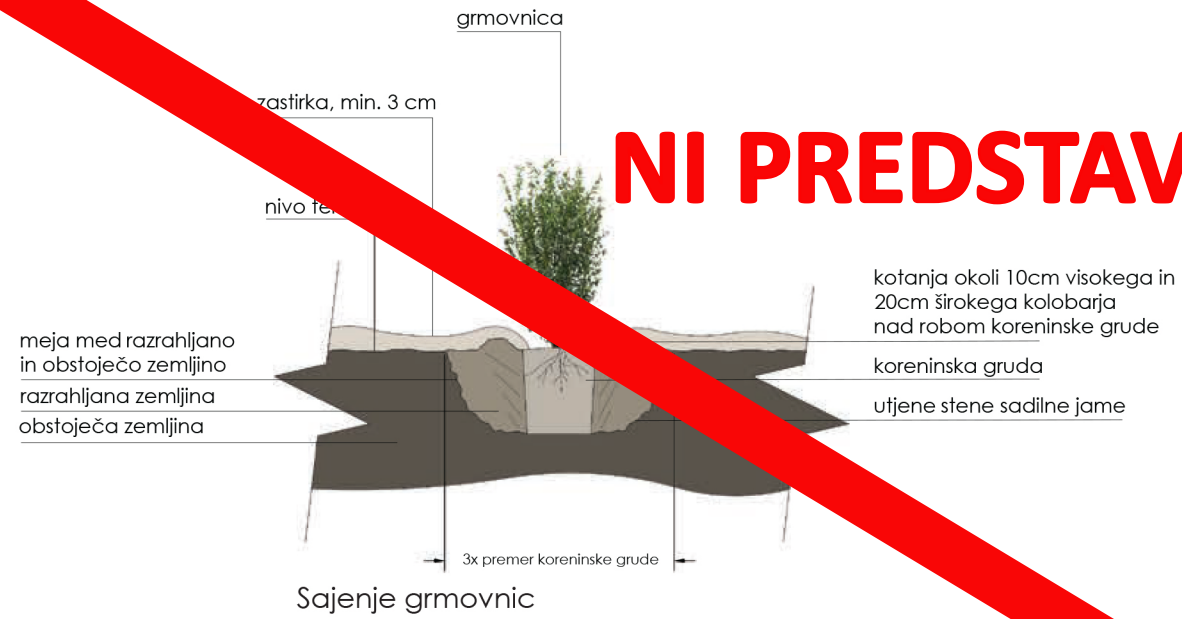 grmovnica
zastirka, min. 3 cm
NI PREDSTAV
nivo
kotanja okoli 10cm visokega in
20cm širokega kolobarja
nad robom koreninske grude
meja med razrahljano
in obstoječo zemljino
koreninska gruda
razrahljana zemljina
utjene stene sadilne jame
obstoječa zemljina
3x premer koreninske grude
Sajenje grmovnic